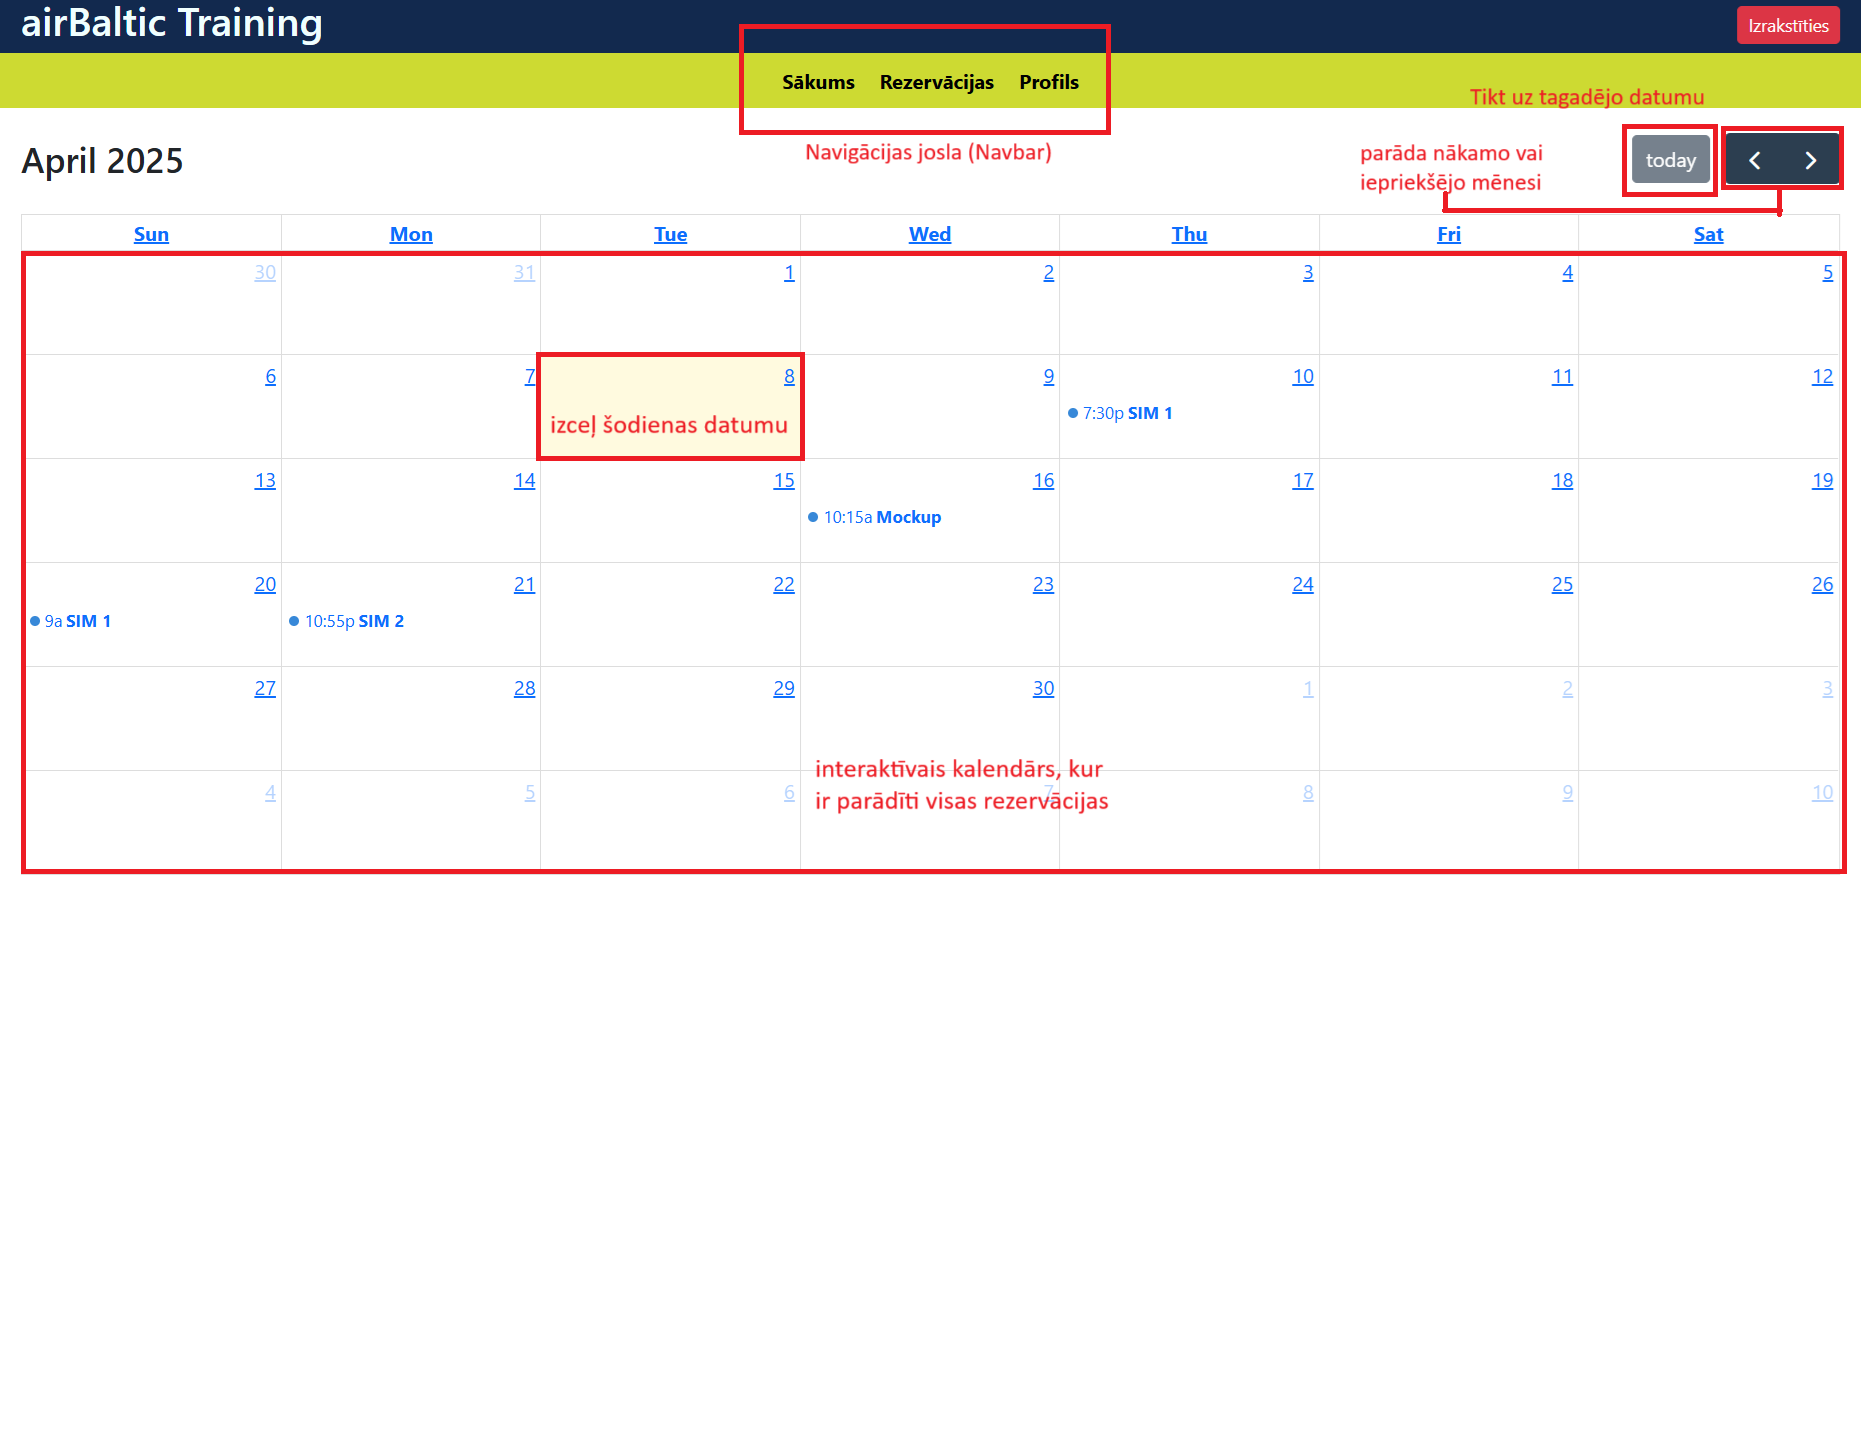 airBaltic Training
Izrakstīties
Sākums Rezervācijas Profils
Tikt uz tagadējo datumu
Navigācijas josla (Navbar)
April 2025
parāda nākamo vai
iepriekšējo mēnesi
today
Sun Mon Tue Wed Thu Fri Sat
30 31 1 2 3 4 5
6 7 8 9 10 11 12
7:30p SIM 1
izceļ šodienas datumu
13 14 15 16 17 18 19
10:15a Mockup
20 21 22 23 24 25 26
9a SIM 1 10:55p SIM 2
27 28 29 30 1 2 3
interaktīvais kalendārs, kur
4 5 6 7 8 9 10
ir parādīti visas rezervācijas